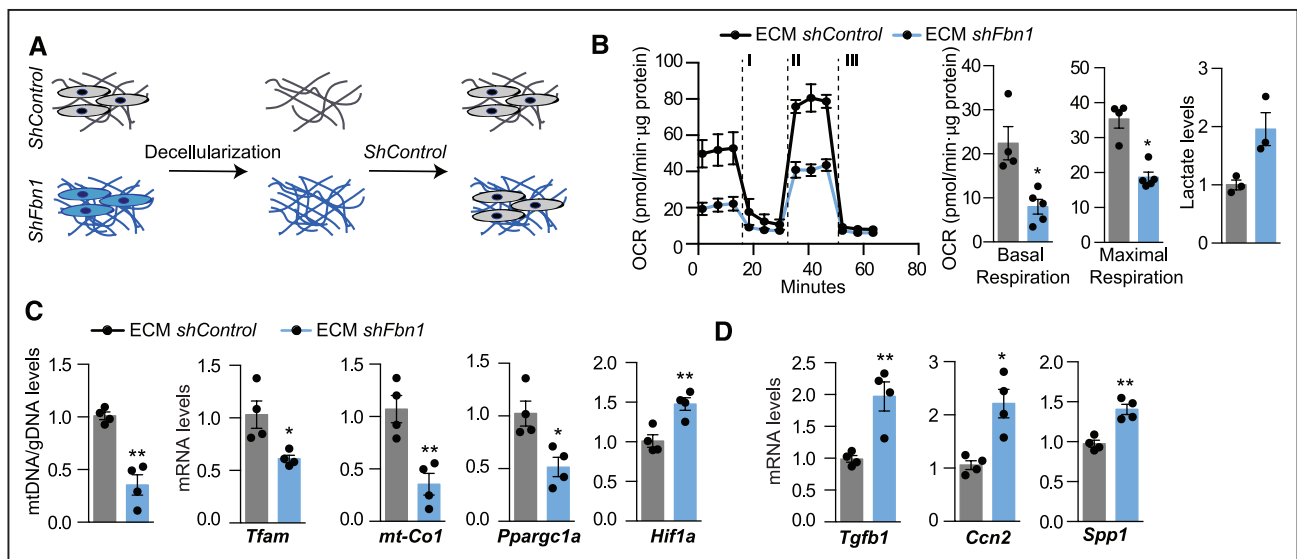 A
ShControl
ShFbn1
Decellularization
ShControl
B
ECM shControl
ECM shFbn1
OCR (pmol/min·µg protein)
100
80
60
40
20
0
I
II
III
0
20
40
60
80
Minutes
OCR (pmol/min·µg protein)
40
30
20
10
0
*
Basal
Respiration
50
40
30
20
10
0
*
Maximal
Respiration
Lactate levels
3
2
1
0
C
ECM shControl
ECM shFbn1
mtDNA/gDNA levels
1.5
1.0
0.5
0.0
**
mRNA levels
1.5
1.0
0.5
0.0
*
Tfam
1.5
1.0
0.5
0.0
**
mt-Co1
1.5
1.0
0.5
0.0
*
Ppargc1a
2.0
1.5
1.0
0.5
0.0
**
Hif1a
D
mRNA levels
2.5
2.0
1.5
1.0
0.5
0.0
**
Tgfb1
3
2
1
0
*
Ccn2
2.0
1.5
1.0
0.5
0.0
**
Spp1